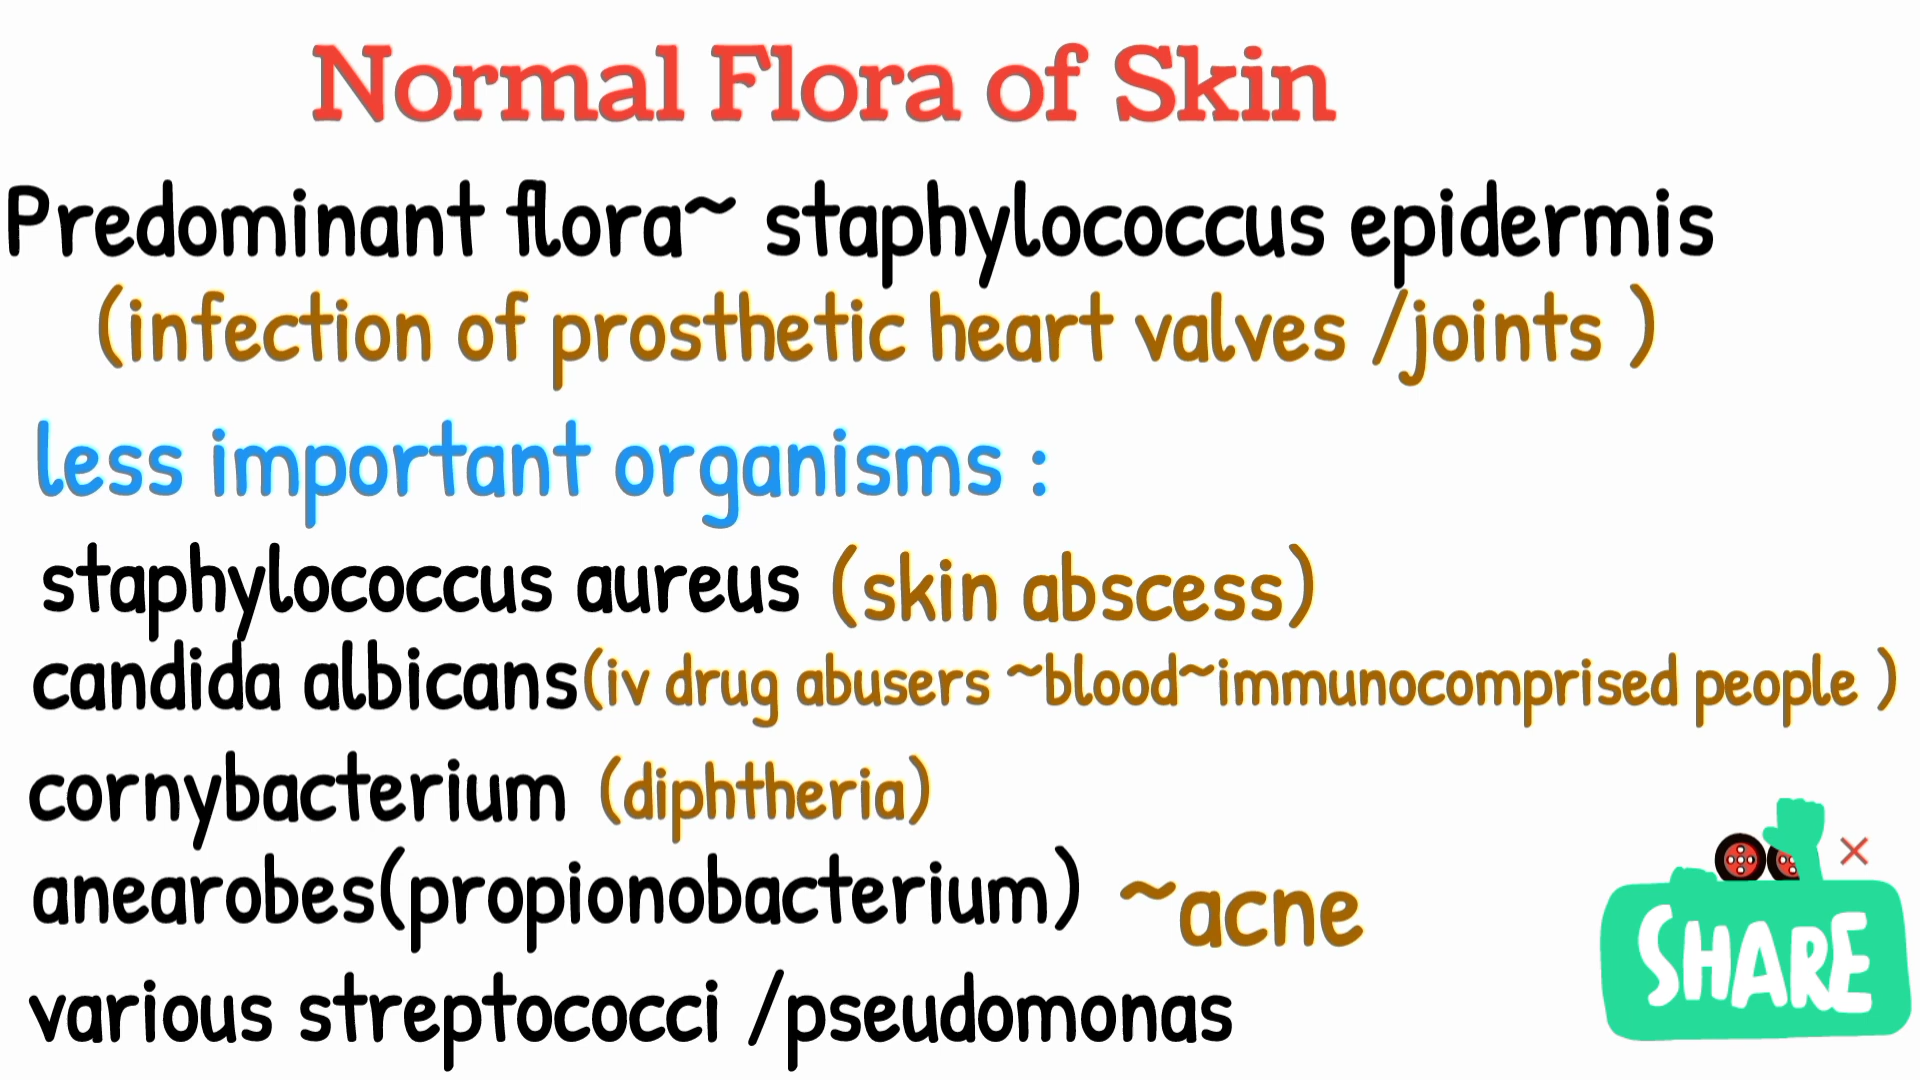 Normal Flora of Skin
Predominant flora~ staphylococcus epidermis
(infection of prosthetic heart valves /joints )
less important organisms :
staphylococcus aureus (skin abscess)
candida albicans(iv drug abusers ~blood~immunocomprised people )
cornybacterium (diphtheria)
anearobes(propionobacterium) ~acne
various streptococci /pseudomonas
SHARE